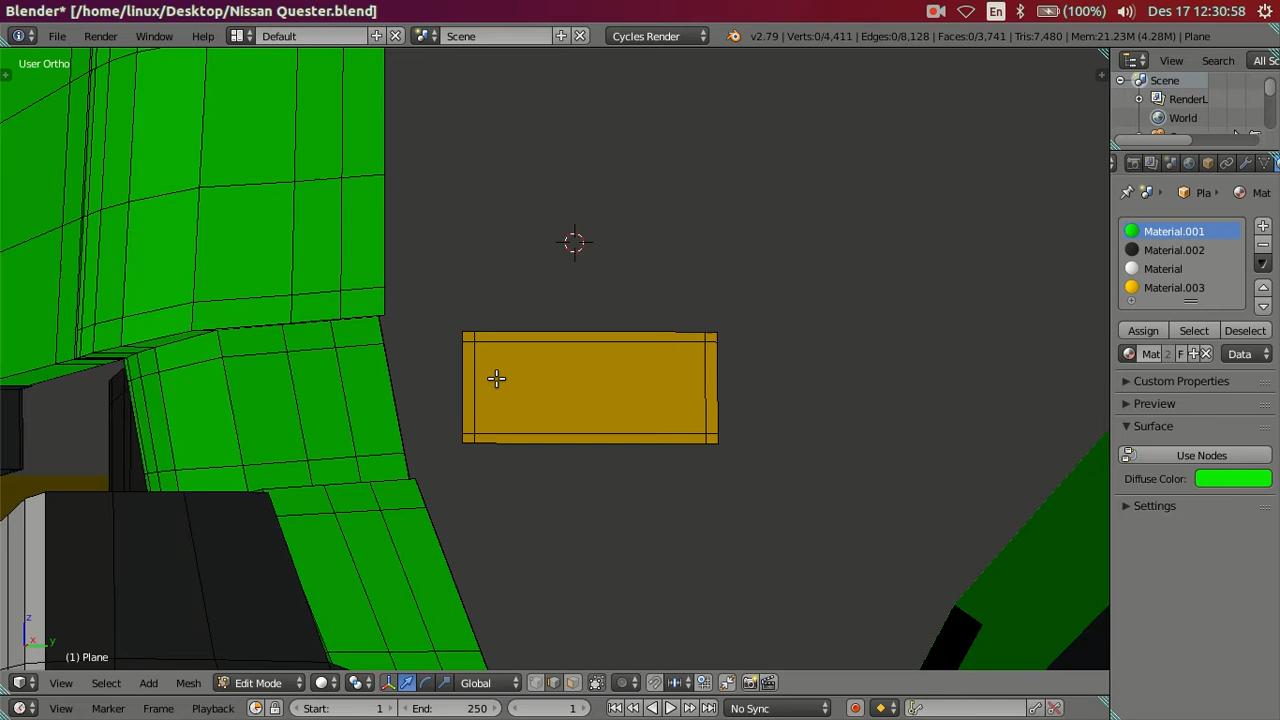 Blender* [/home/linux/Desktop/Nissan Quester.blend] En (100%) Des 17 12:30:58
File Render Window Help Default Scene Cycles Render v2.79 | Verts:0/4,411 | Edges:0/8,128 | Faces:0/3,741 | Tris:7,480 | Mem:21.23M (4.28M) | Plane
User Ortho
View Search All Sc
Scene
RenderL
World
Pla Mat
Material.001
Material.002
Material
Material.003
Assign Select Deselect
Mat 2 F Data
Custom Properties
Preview
Surface
Use Nodes
Diffuse Color:
Settings
z
x y
(1) Plane
View Select Add Mesh Edit Mode Global
View Marker Frame Playback Start: 1 End: 250 1 No Sync